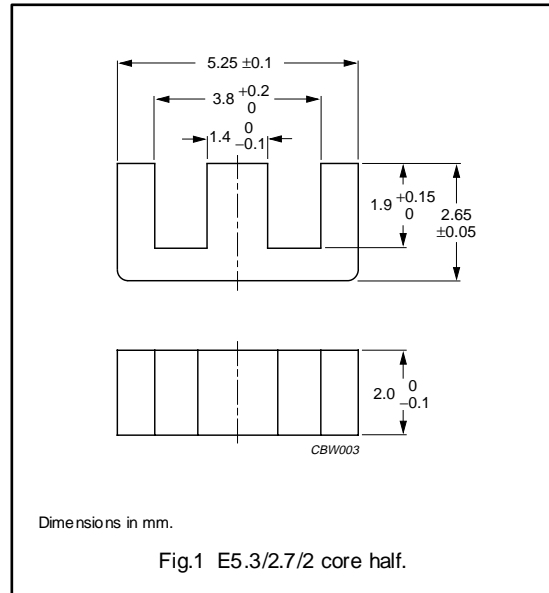 5.25 ±0.1
3.8 +0.2 0
1.4 0 −0.1
1.9 +0.15 0
2.65 ±0.05
2.0 0 −0.1
CBW003
Dimensions in mm.
Fig.1 E5.3/2.7/2 core half.